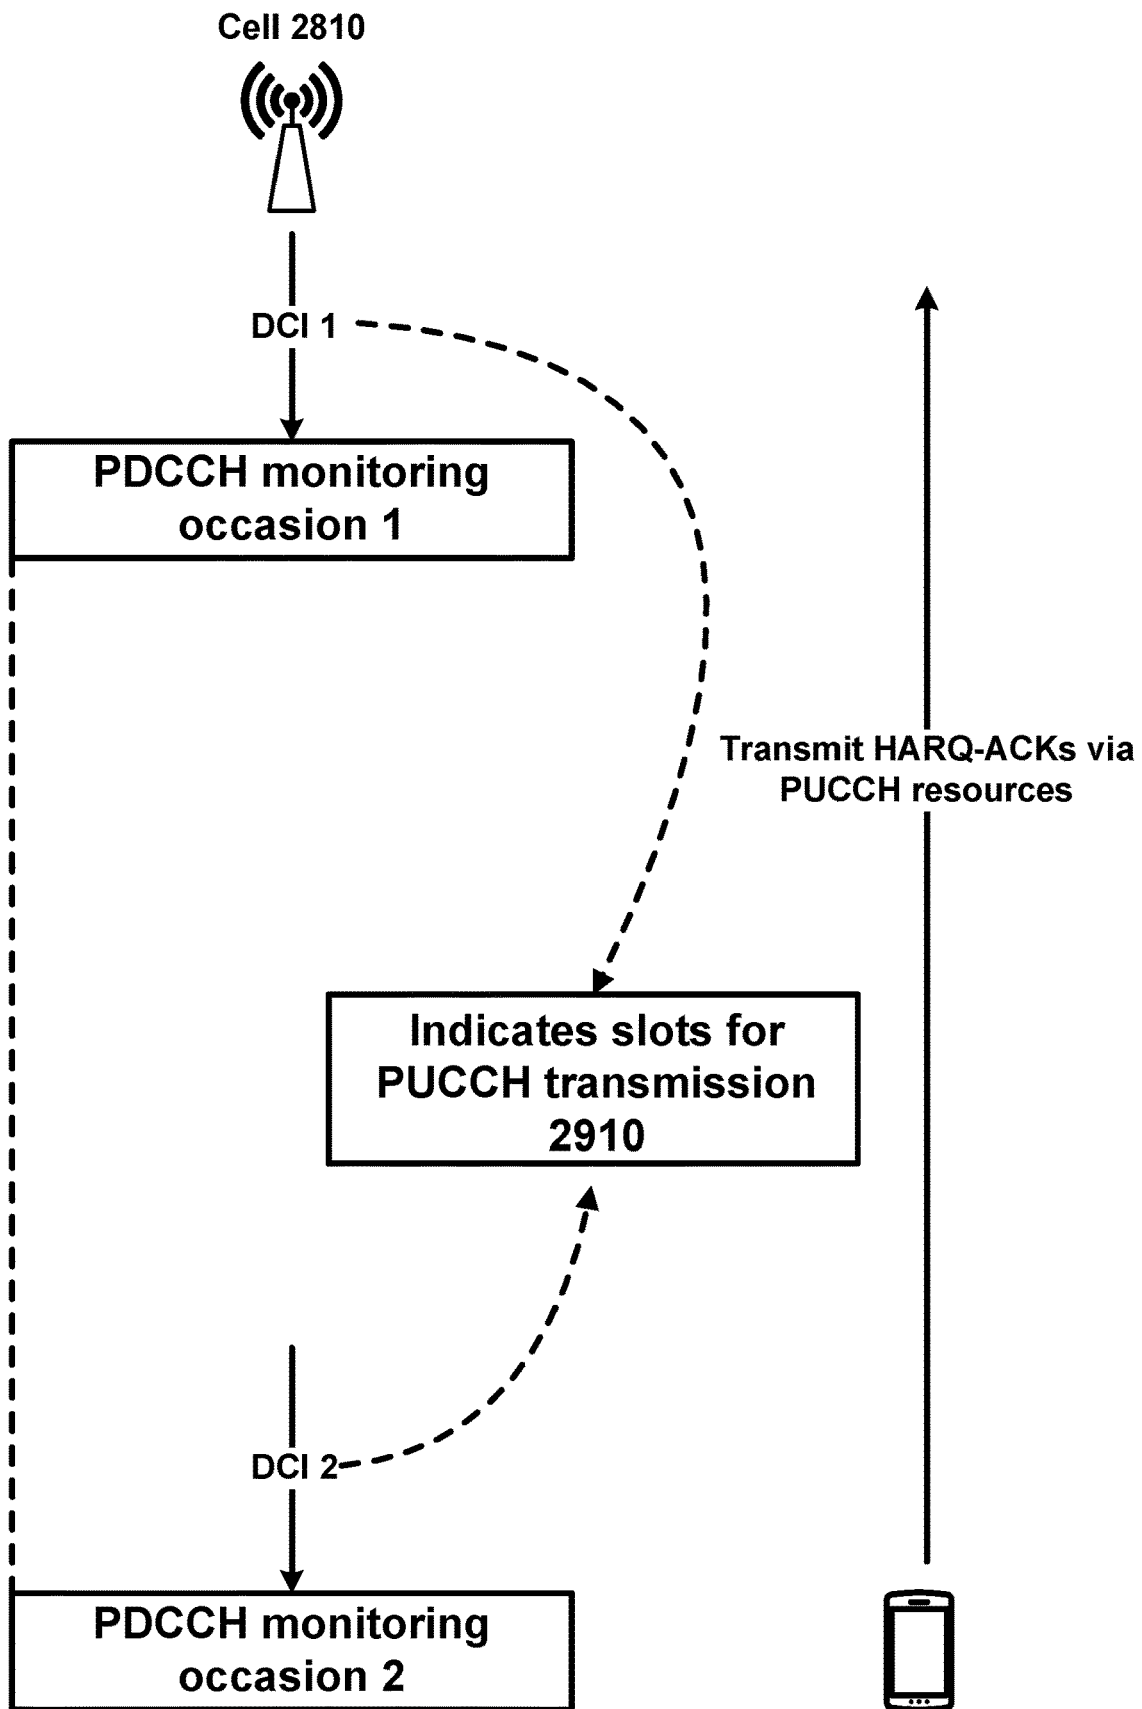 Cell 2810
DCI 1
PDCCH monitoring
occasion 1
Transmit HARQ-ACKs via
PUCCH resources
Indicates slots for
PUCCH transmission
2910
DCI 2
PDCCH monitoring
occasion 2